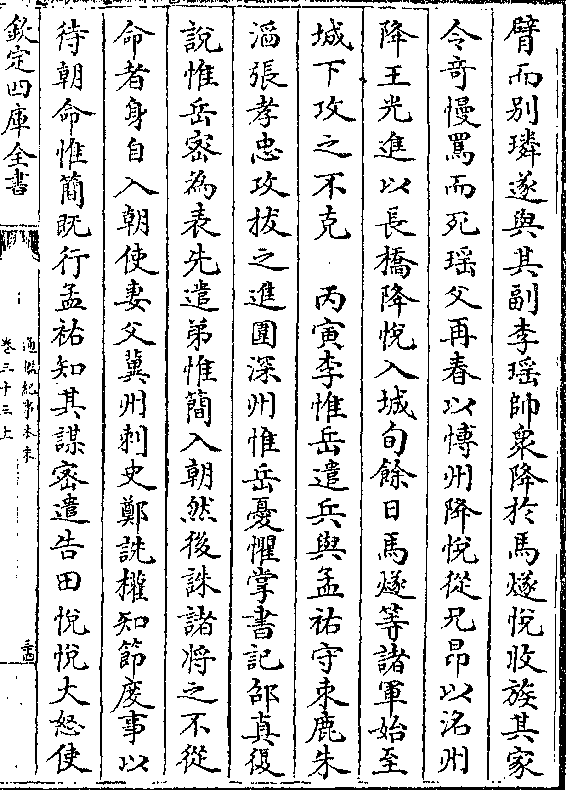 臂而别璘遂與其副李瑶帥衆降於馬燧悅收族其家
令竒慢罵而死瑶父再春以愽州降悅從兄昂以洺州
降王光進以長橋降悅入城旬餘日馬燧等諸軍始至
城下攻之不克　丙寅李惟岳遣兵與孟祐守束鹿朱
滔張孝忠攻拔之進圍深州惟岳憂懼掌書記邵真復
說惟岳宻為表先遣弟惟簡入朝然後誅諸將之不從
命者身自入朝使妻父冀州刺史鄭詵權知節度事以
待朝命惟簡既行孟祐知其謀密遣告田悅悅大怒使
欽定四庫全書
通鑑紀事本末
卷三十三上